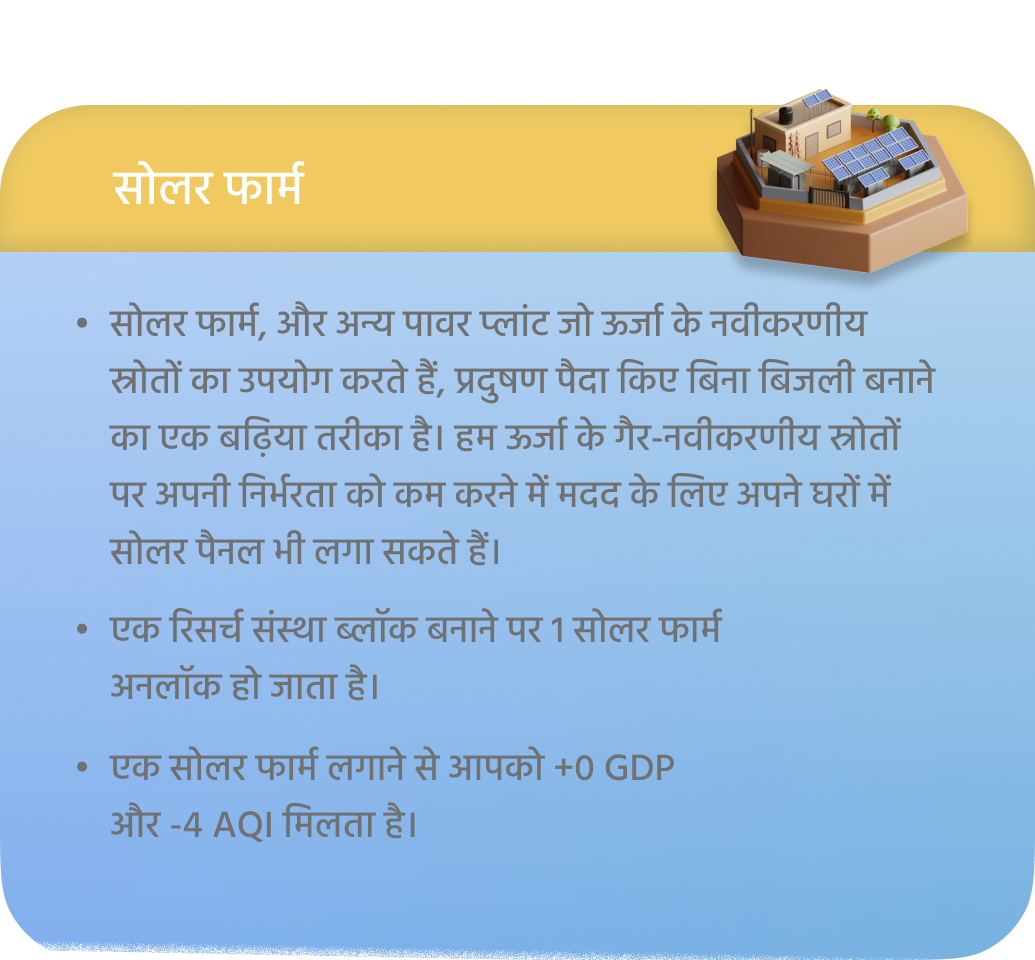 सोलर फार्म
• सोलर फार्म, और अन्य पावर प्लांट जो ऊर्जा के नवीकरणीय
स्रोतों का उपयोग करते हैं, प्रदुषण पैदा किए बिना बिजली बनाने
का एक बढ़िया तरीका है। हम ऊर्जा के गैर-नवीकरणीय स्रोतों
पर अपनी निर्भरता को कम करने में मदद के लिए अपने घरों में
सोलर पैनल भी लगा सकते हैं।
• एक रिसर्च संस्था ब्लॉक बनाने पर 1 सोलर फार्म
अनलॉक हो जाता है।
• एक सोलर फार्म लगाने से आपको +0 GDP
और -4 AQI मिलता है।